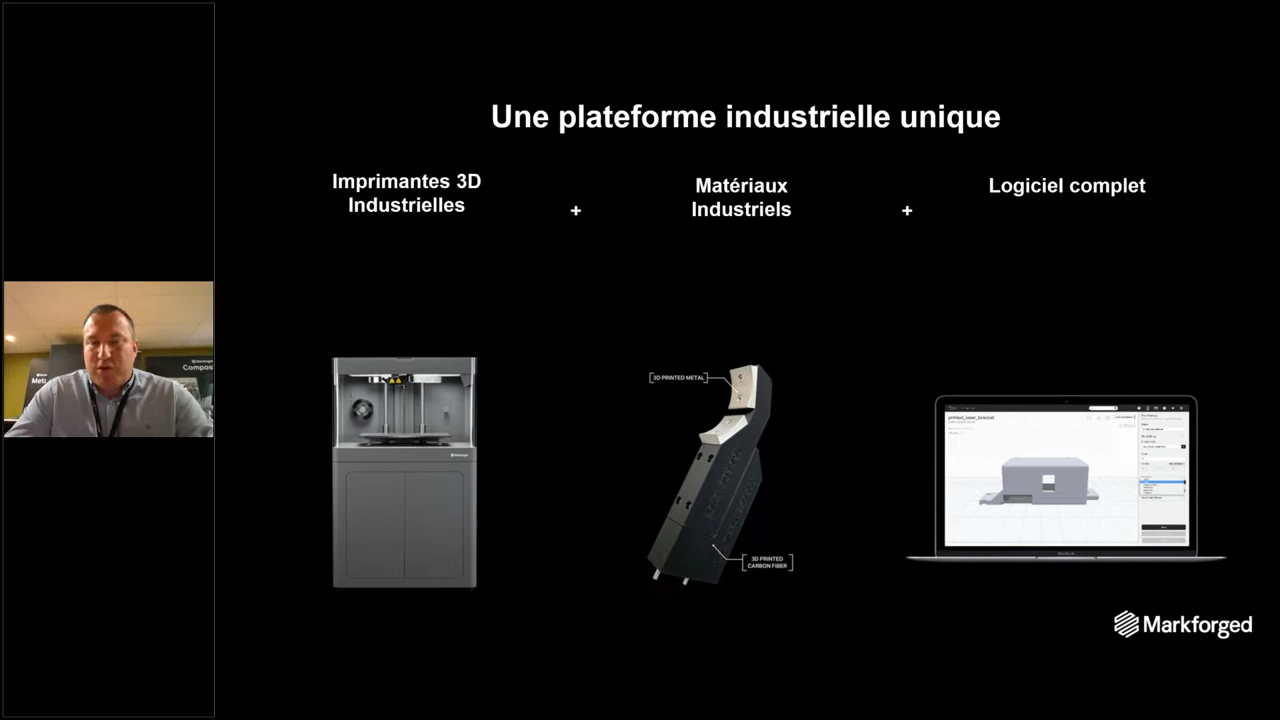 Une plateforme industrielle unique
Imprimantes 3D
Industrielles
+
Matériaux
Industriels
+
Logiciel complet
3D PRINTED METAL
3D PRINTED
CARBON FIBER
printed_laser_bracket
Markforged